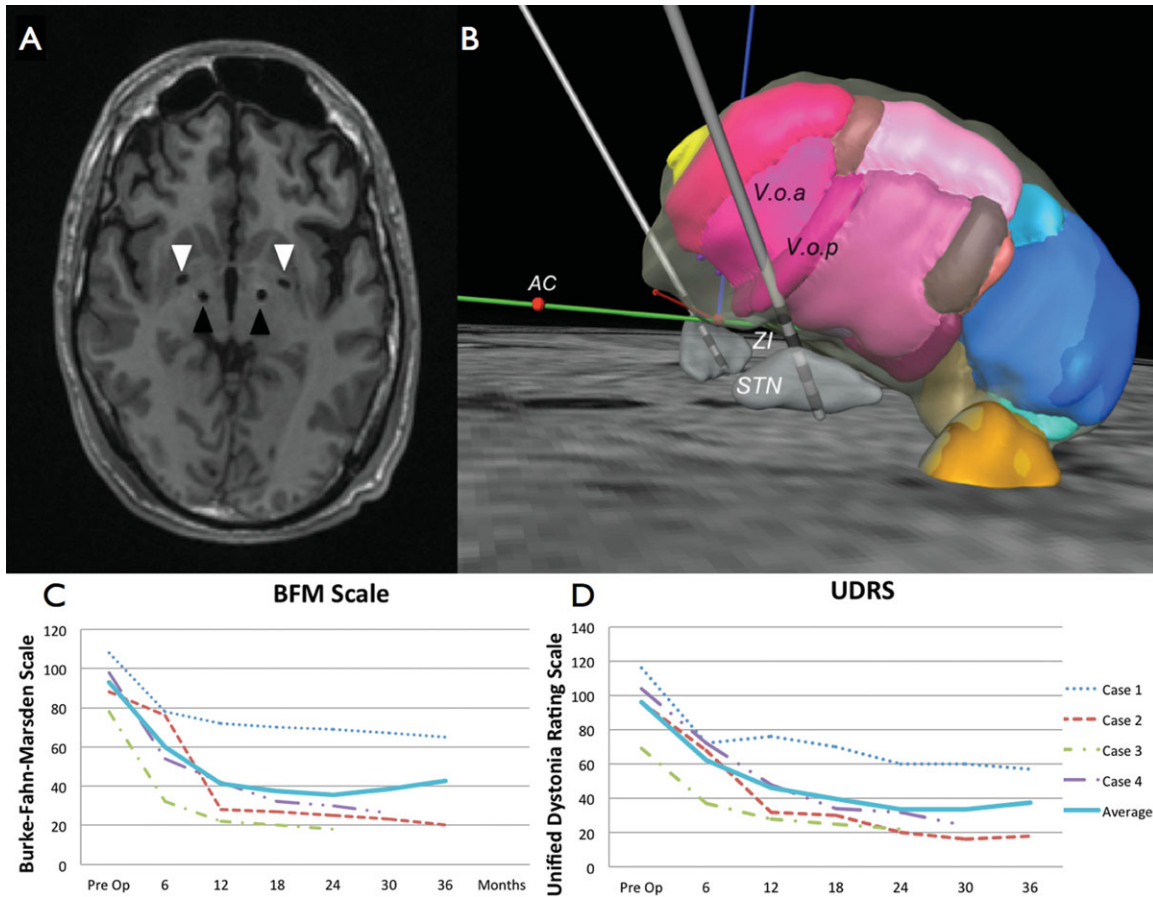 A
B
V.o.a
V.o.p
AC
ZI
STN
C
BFM Scale
Burke-Fahn-Marsden Scale
120
100
80
60
40
20
0
Pre Op 6 12 18 24 30 36 Months
D
UDRS
Unified Dystonia Rating Scale
140
120
100
80
60
40
20
0
Pre Op 6 12 18 24 30 36
Case 1
Case 2
Case 3
Case 4
Average